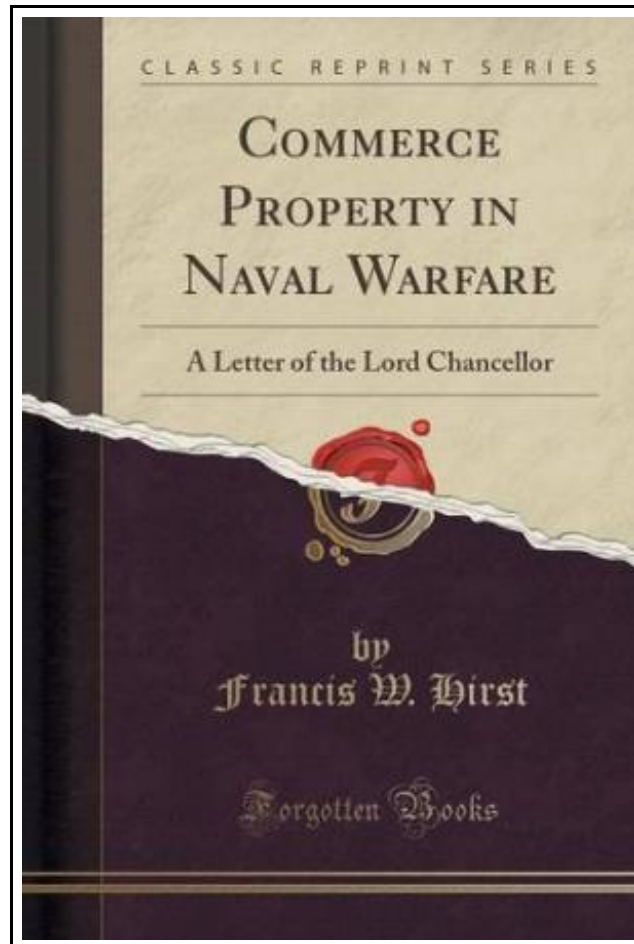 CLASSIC REPRINT SERIES
COMMERCE
PROPERTY IN
NAVAL WARFARE
A Letter of the Lord Chancellor
by
Francis W. Hirst
Forgotten Books